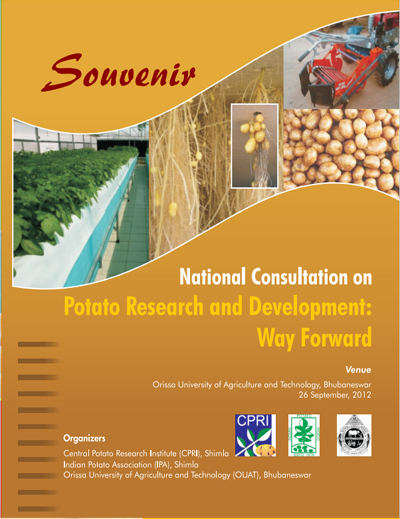 Souvenir
National Consultation on
Potato Research and Development:
Way Forward
Venue
Orissa University of Agriculture and Technology, Bhubaneswar
26 September, 2012
CPRI
Organizers
Central Potato Research Institute (CPRI), Shimla
Indian Potato Association (IPA), Shimla
Orissa University of Agriculture and Technology (OUAT), Bhubaneswar